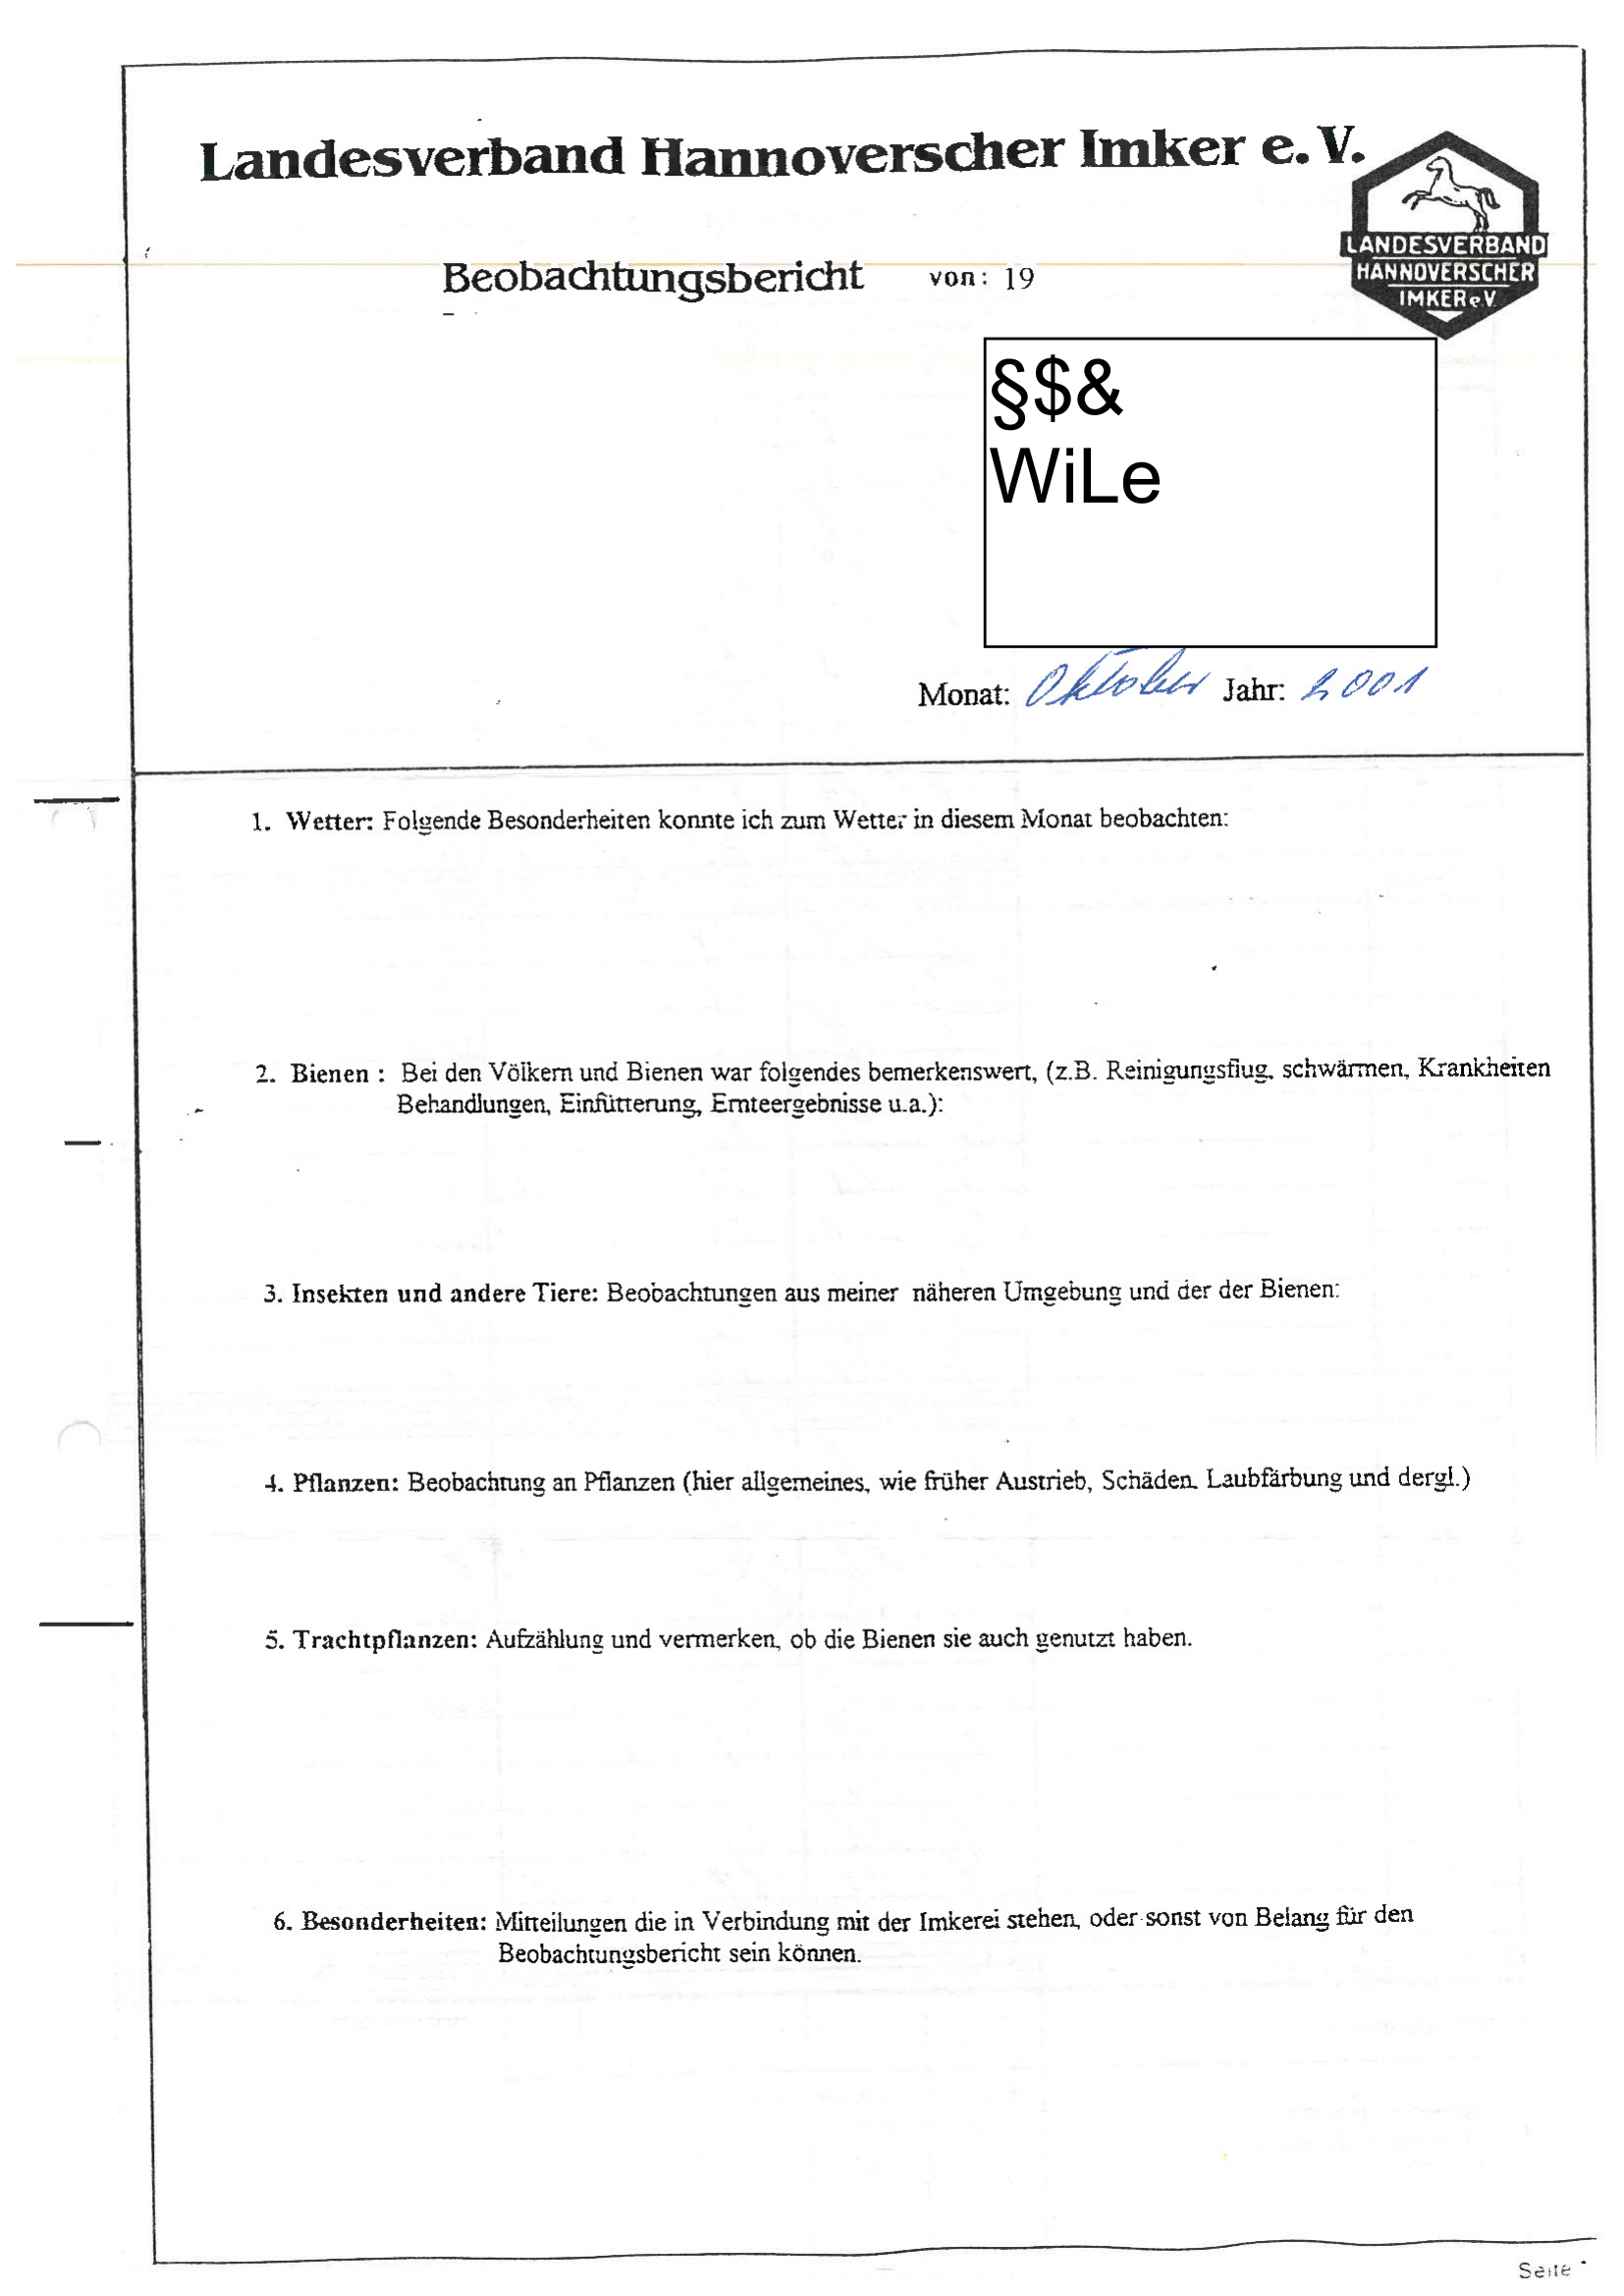 Landesverband Hannoverscher Imker e. V.
LANDESVERBAND
HANNOVERSCHER
IMKER e.V.
Beobachtungsbericht von: 19
§$&
WiLe
Monat: Oktober Jahr: 2001
1. Wetter: Folgende Besonderheiten konnte ich zum Wetter in diesem Monat beobachten:
2. Bienen : Bei den Völkern und Bienen war folgendes bemerkenswert, (z.B. Reinigungsflug, schwärmen, Krankheiten
Behandlungen, Einfütterung, Ernteergebnisse u.a.):
3. Insekten und andere Tiere: Beobachtungen aus meiner näheren Umgebung und der der Bienen:
4. Pflanzen: Beobachtung an Pflanzen (hier allgemeines, wie früher Austrieb, Schäden, Laubfärbung und dergl.)
5. Trachtpflanzen: Aufzählung und vermerken, ob die Bienen sie auch genutzt haben.
6. Besonderheiten: Mitteilungen die in Verbindung mit der Imkerei stehen, oder sonst von Belang für den
Beobachtungsbericht sein können.
Seite